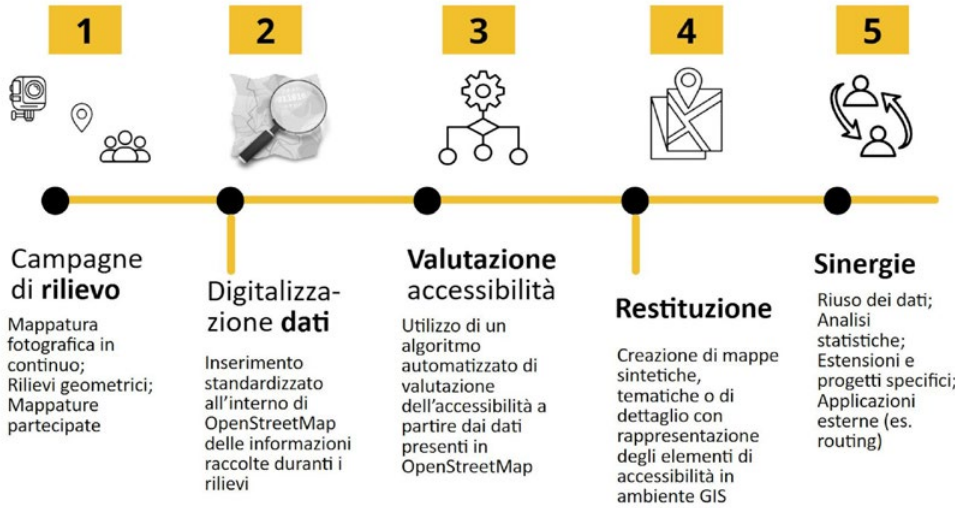 1
2
3
4
5
Campagne
di rilievo
Mappatura
fotografica in
continuo;
Rilievi geometrici;
Mappature
partecipate
Digitalizza-
zione dati
Inserimento
standardizzato
all'interno di
OpenStreetMap
delle informazioni
raccolte duranti i
rilievi
Valutazione
accessibilità
Utilizzo di un
algoritmo
automatizzato di
valutazione
dell'accessibilità a
partire dai dati
presenti in
OpenStreetMap
Restituzione
Creazione di mappe
sintetiche,
tematiche o di
dettaglio con
rappresentazione
degli elementi di
accessibilità in
ambiente GIS
Sinergie
Riuso dei dati;
Analisi
statistiche;
Estensioni e
progetti specifici;
Applicazioni
esterne (es.
routing)